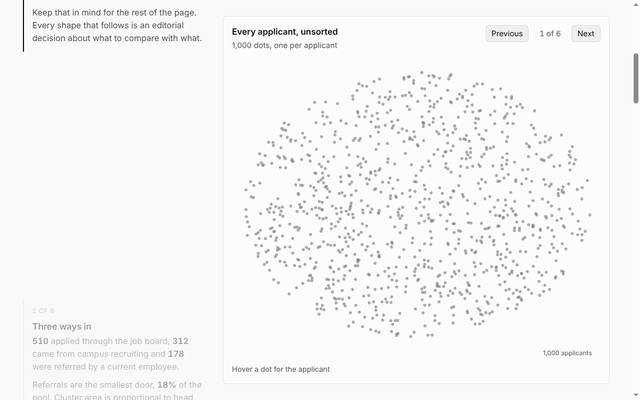 Keep that in mind for the rest of the page.
Every shape that follows is an editorial
decision about what to compare with what.
Every applicant, unsorted
1,000 dots, one per applicant
Previous
1 of 6
Next
1,000 applicants
Hover a dot for the applicant
2 OF 6
Three ways in
510 applied through the job board, 312
came from campus recruiting and 178
were referred by a current employee.
Referrals are the smallest door, 18% of the
pool. Cluster area is proportional to head